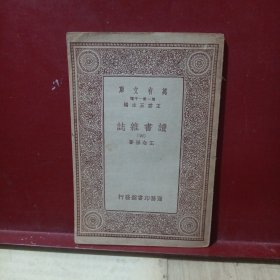 萬有文庫
第一集一千種
王雲五主編
讀書雜誌
(六)
王念孫著
商務印書館發行